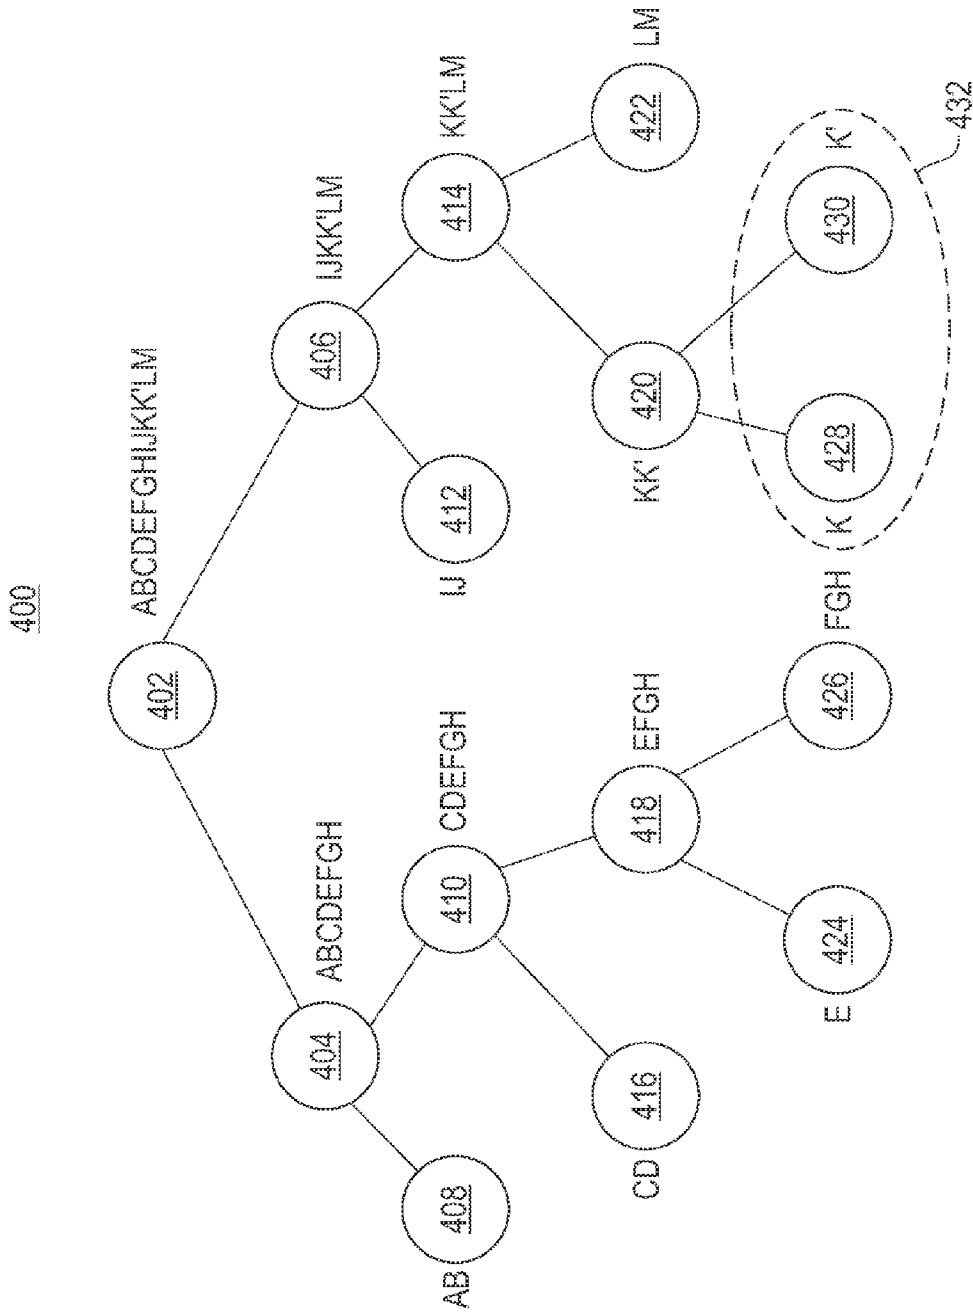 400
402 ABCDEFGHIJKK'LM
404 ABCDEFGH
406 IJKK'LM
AB 408
410 CDEFGH
IJ 412
414 KK'LM
CD 416
418 EFGH
KK' 420
422 LM
E 424
426 FGH
K 428
430 K'
432